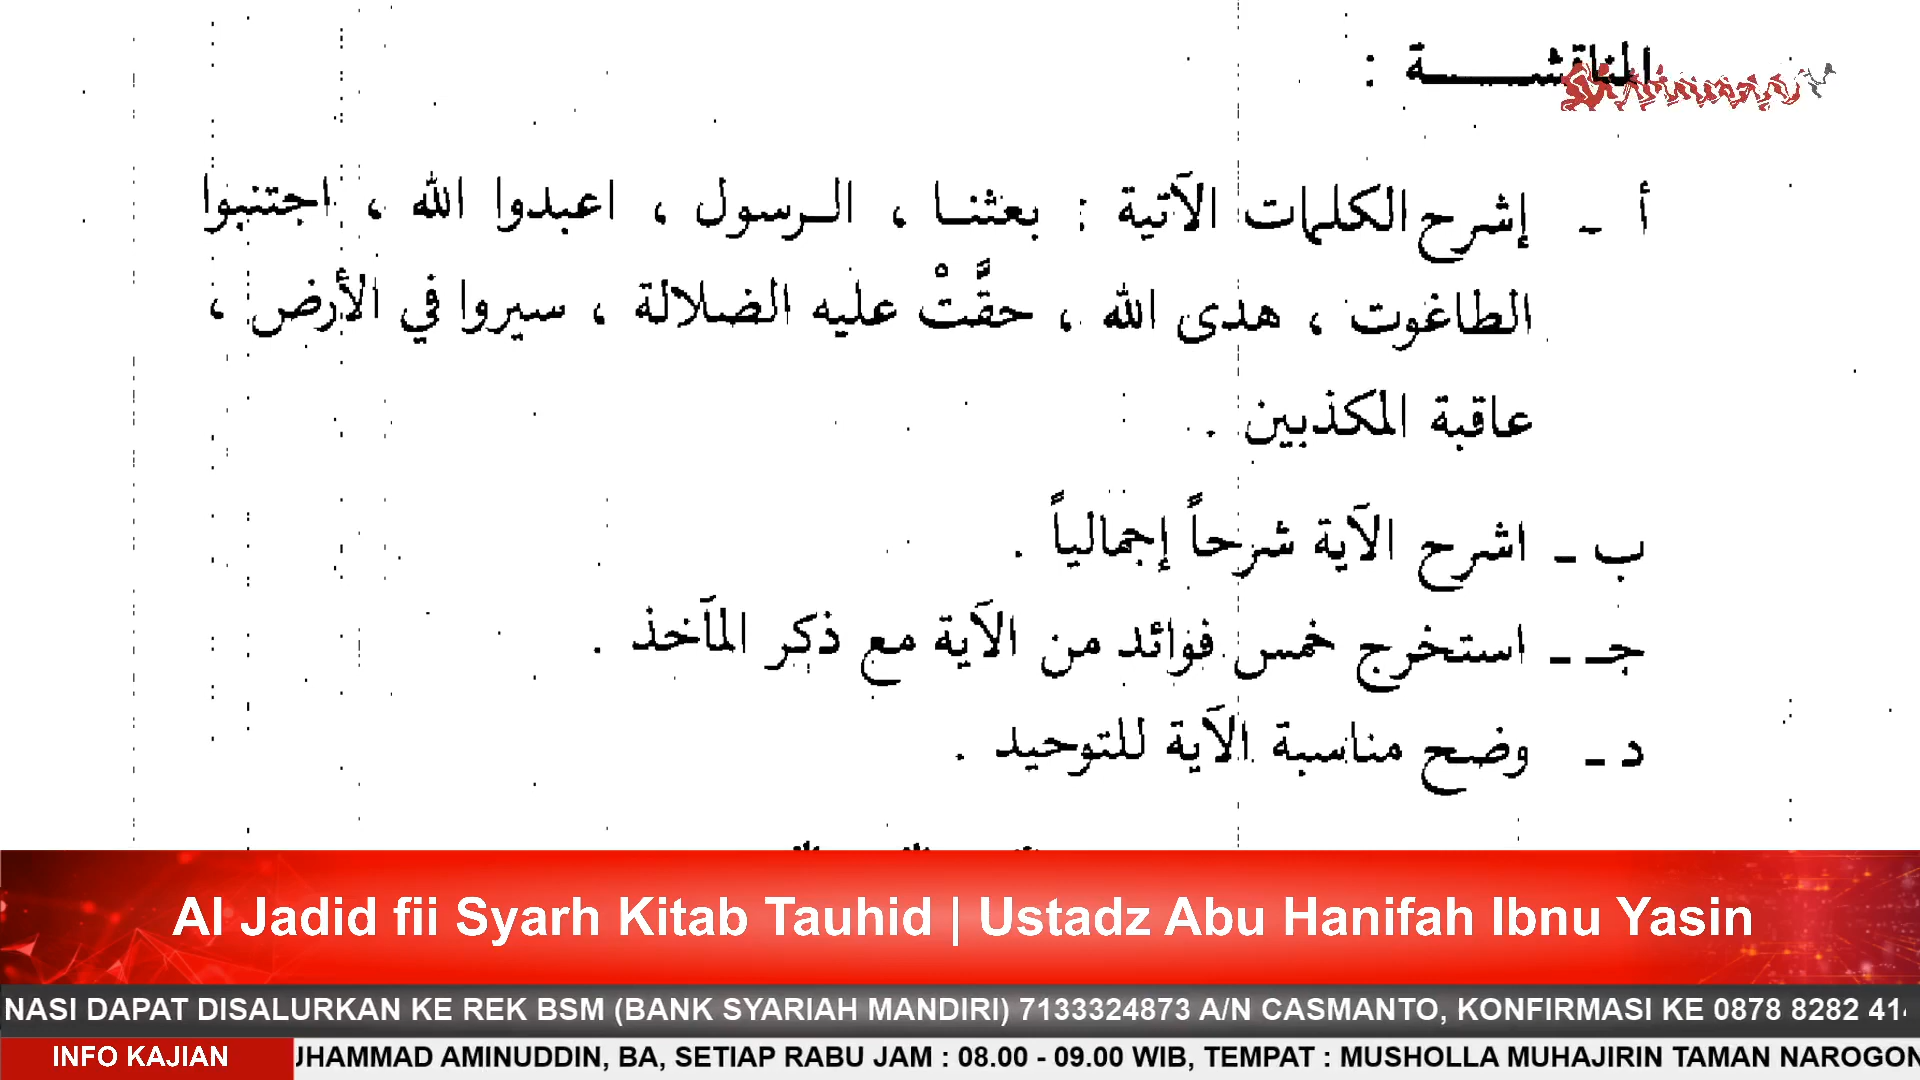 المناقشـــــة :
أ ـ إشرح الكلمات الآتية : بعثنـا ، الـرسول ، اعبدوا الله ، اجتنبوا
الطاغوت ، هدى الله ، حقَّتْ عليه الضلالة ، سيروا في الأرض ،
عاقبة المكذبين .
ب ـ اشرح الآية شرحاً إجمالياً .
جـ ـ استخرج خمس فوائد من الآية مع ذكر المآخذ .
د ـ وضح مناسبة الآية للتوحيد .
Al Jadid fii Syarh Kitab Tauhid | Ustadz Abu Hanifah Ibnu Yasin
NASI DAPAT DISALURKAN KE REK BSM (BANK SYARIAH MANDIRI) 7133324873 A/N CASMANTO, KONFIRMASI KE 0878 8282 41
INFO KAJIAN UHAMMAD AMINUDDIN, BA, SETIAP RABU JAM : 08.00 - 09.00 WIB, TEMPAT : MUSHOLLA MUHAJIRIN TAMAN NAROGON